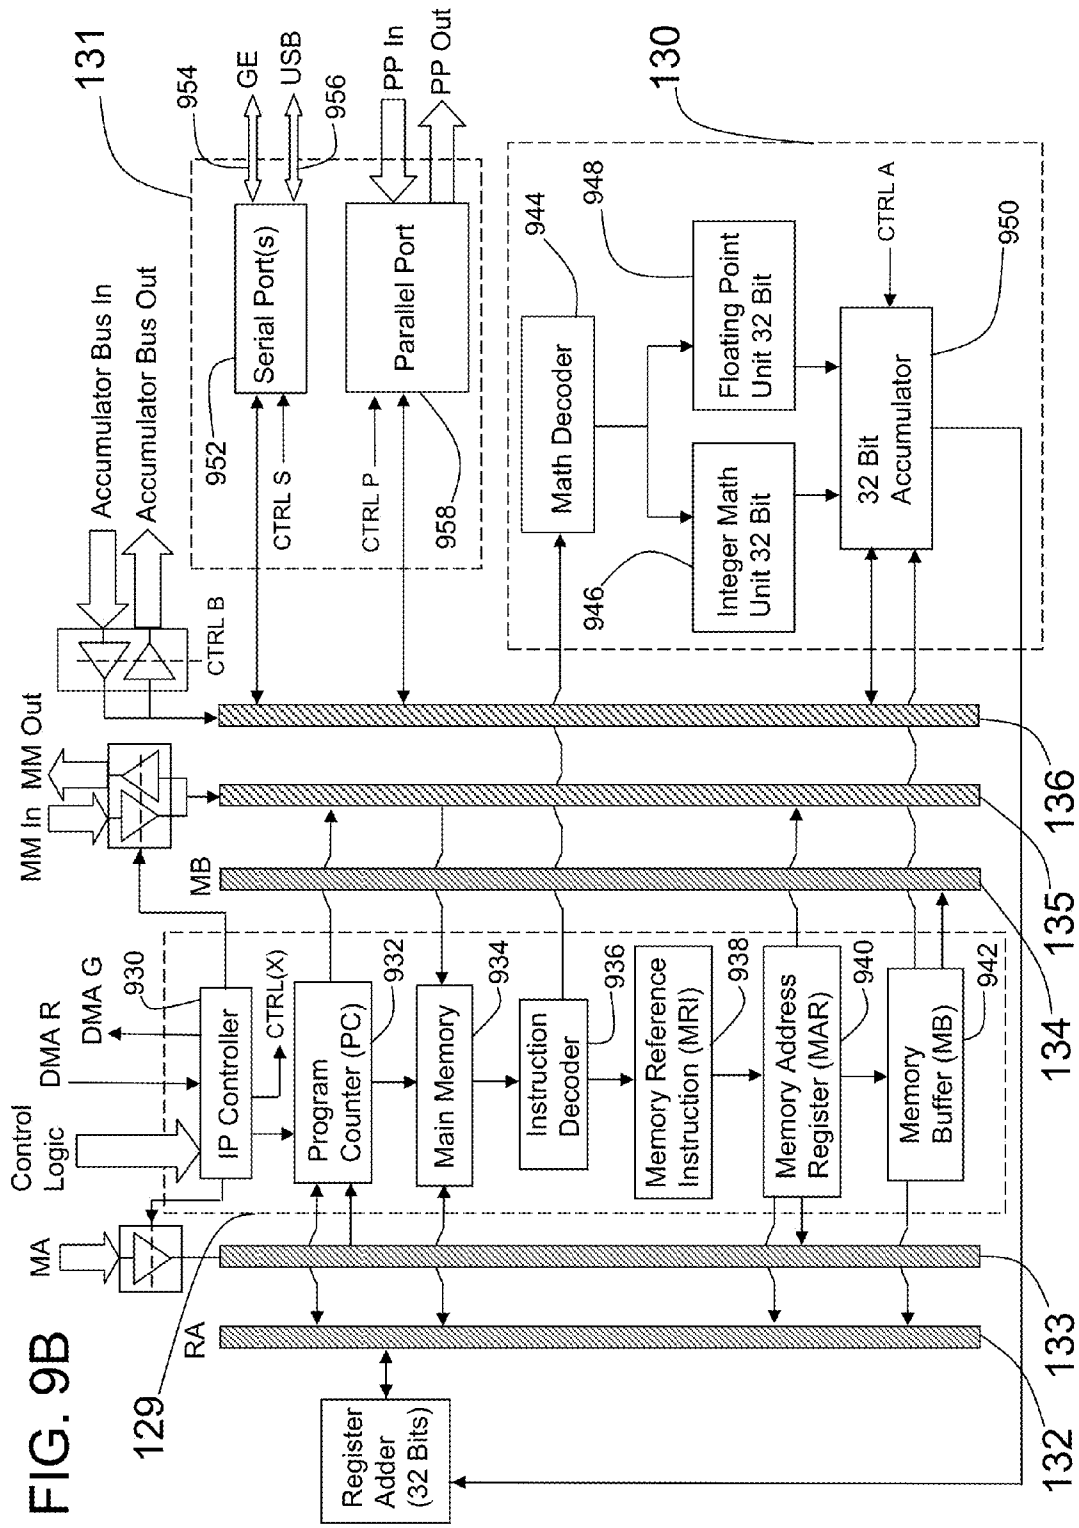 FIG. 9B
129
RA
MA
Control
Logic
DMA R
DMA G
930
MM In
MM Out
MB
Accumulator Bus In
Accumulator Bus Out
CTRL B
131
954
GE
USB
956
PP In
PP Out
952
Serial Port(s)
CTRL S
Parallel Port
CTRL P
958
IP Controller
CTRL(X)
Program
Counter (PC)
932
Main Memory
934
Instruction
Decoder
936
Memory Reference
Instruction (MRI)
938
Memory Address
Register (MAR)
940
Memory
Buffer (MB)
942
Register
Adder
(32 Bits)
130
944
Math Decoder
946
Integer Math
Unit 32 Bit
948
Floating Point
Unit 32 Bit
CTRL A
32 Bit
Accumulator
950
132
133
134
135
136